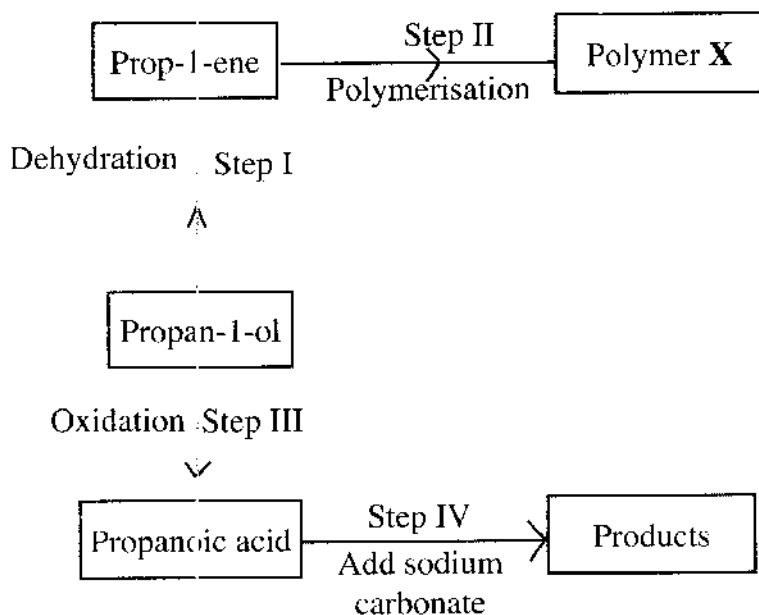 Prop-1-ene
Step II
Polymerisation
Polymer X
Dehydration Step I
Propan-1-ol
Oxidation Step III
Propanoic acid
Step IV
Add sodium
carbonate
Products